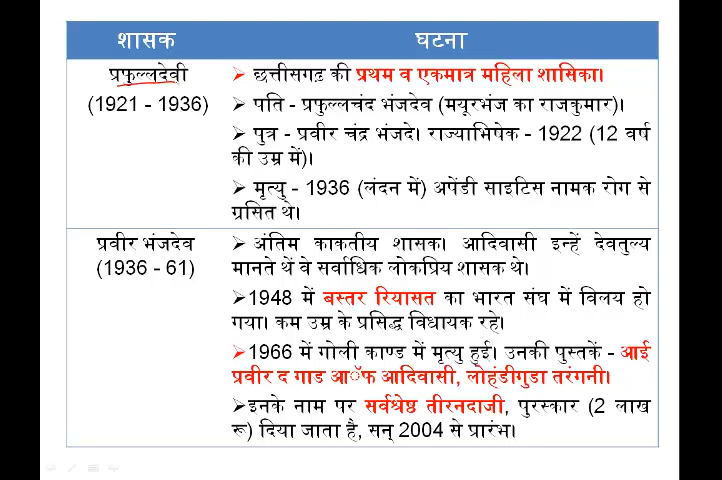 शासक घटना
प्रफुल्लदेवी
(1921 - 1936)
➢ छत्तीसगढ़ की प्रथम व एकमात्र महिला शासिका।
➢ पति - प्रफुल्लचंद भंजदेव (मयूरभंज का राजकुमार)।
➢ पुत्र - प्रवीर चंद्र भंजदे। राज्याभिषेक - 1922 (12 वर्ष
की उम्र में)।
➢ मृत्यु - 1936 (लंदन में) अपेंडी साइटिस नामक रोग से
ग्रसित थे।
प्रवीर भंजदेव
(1936 - 61)
➢ अंतिम काकतीय शासक। आदिवासी इन्हें देवतुल्य
मानते थें वे सर्वाधिक लोकप्रिय शासक थे।
➢ 1948 में बस्तर रियासत का भारत संघ में विलय हो
गया। कम उम्र के प्रसिद्ध विधायक रहे।
➢ 1966 में गोली काण्ड में मृत्यु हुई। उनकी पुस्तकें - आई
प्रवीर द गाड आॅफ आदिवासी, लोहंडीगुडा तरंगनी।
➢ इनके नाम पर सर्वश्रेष्ठ तीरनदाजी, पुरस्कार (2 लाख
रू) दिया जाता है, सन् 2004 से प्रारंभ।